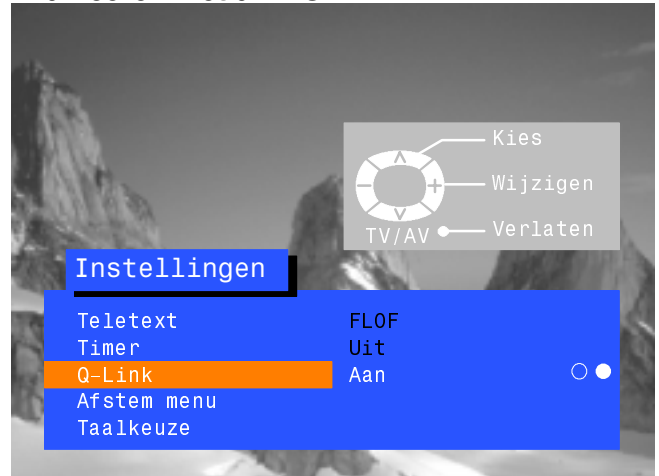 Kies
Wijzigen
TV/AV Verlaten
Instellingen
Teletext FLOF
Timer Uit
Q-Link Aan
Afstem menu
Taalkeuze